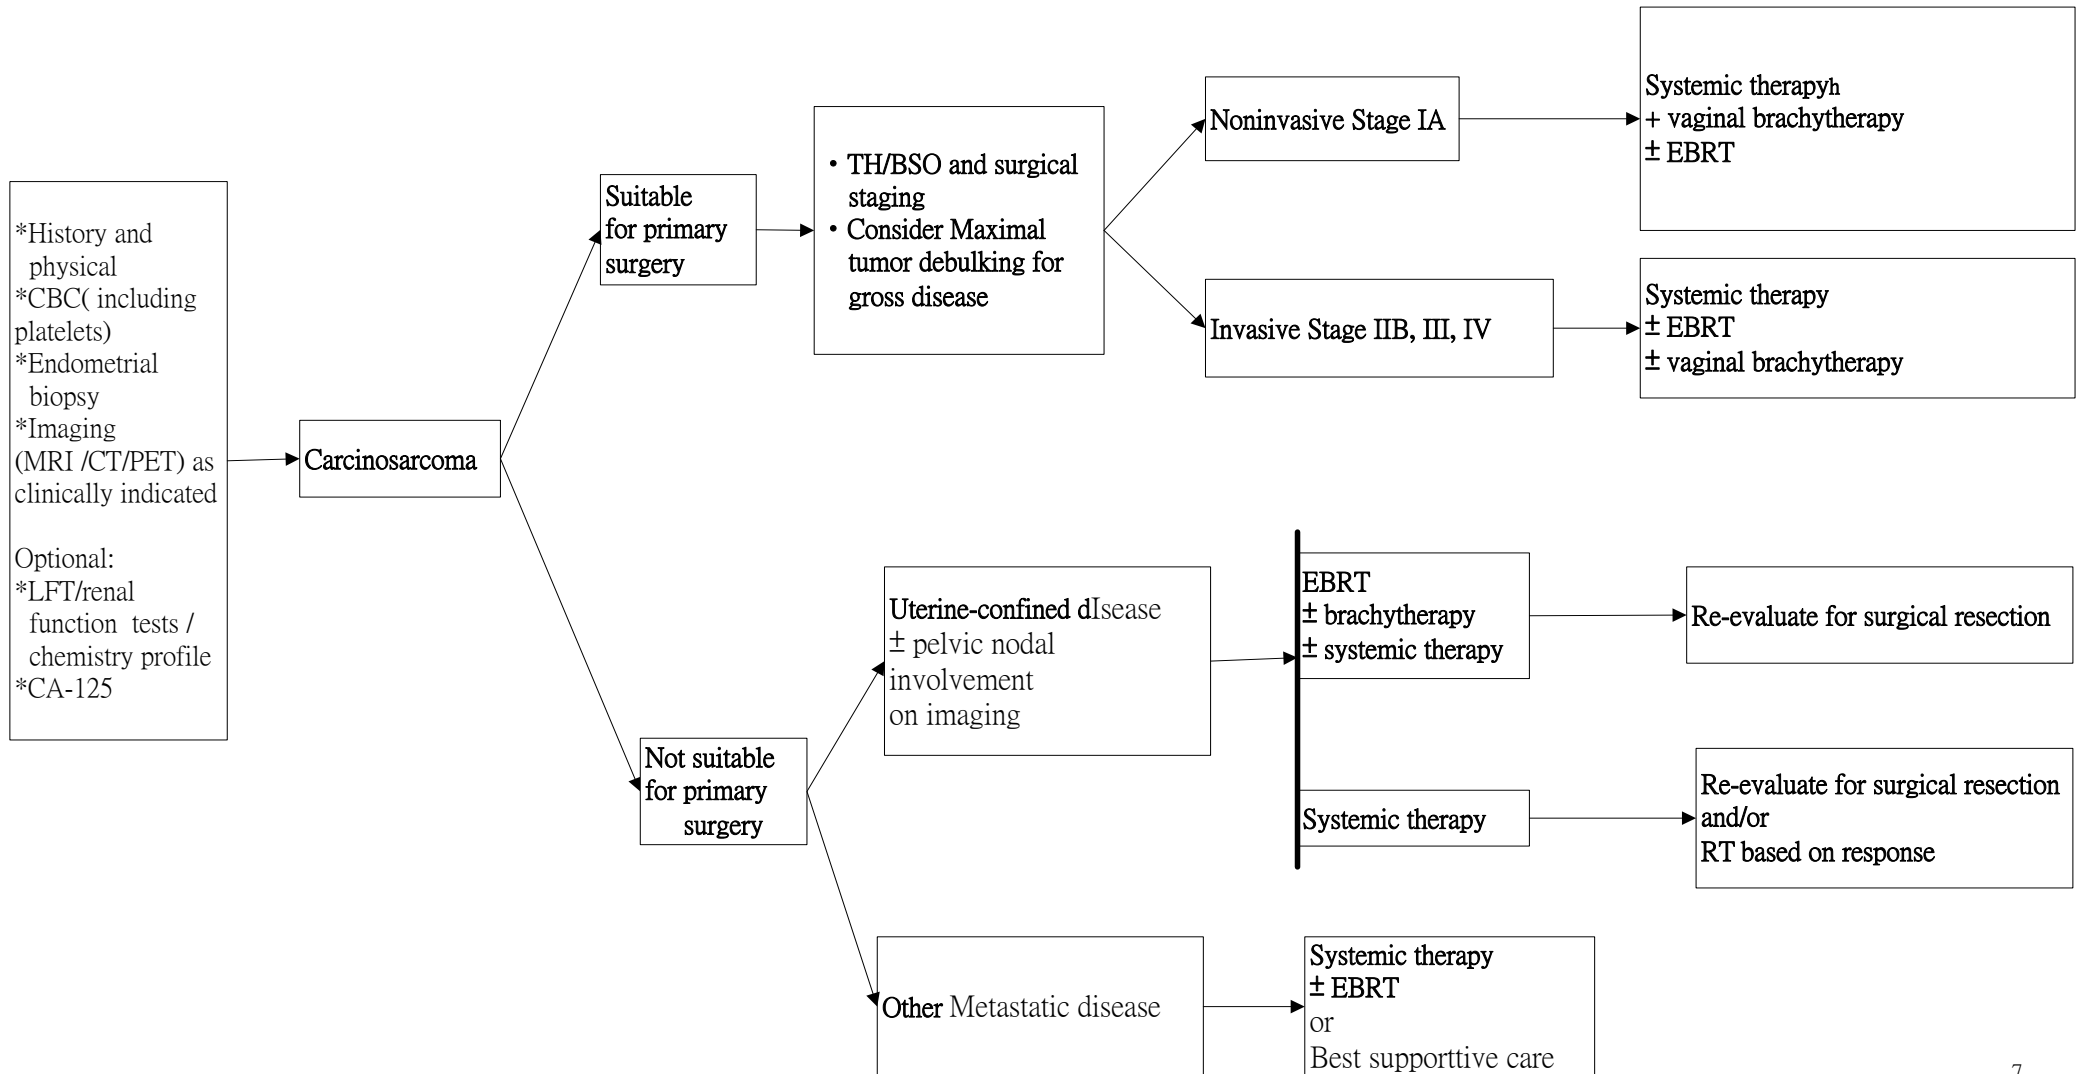 *History and
physical
*CBC( including
platelets)
*Endometrial
biopsy
*Imaging
(MRI /CT/PET) as
clinically indicated
Optional:
*LFT/renal
function tests /
chemistry profile
*CA-125
Carcinosarcoma
Suitable
for primary
surgery
• TH/BSO and surgical
staging
• Consider Maximal
tumor debulking for
gross disease
Noninvasive Stage IA
Systemic therapyh
+ vaginal brachytherapy
± EBRT
Invasive Stage IIB, III, IV
Systemic therapy
± EBRT
± vaginal brachytherapy
Not suitable
for primary
surgery
Uterine-confined dIsease
± pelvic nodal
involvement
on imaging
EBRT
± brachytherapy
± systemic therapy
Re-evaluate for surgical resection
Systemic therapy
Re-evaluate for surgical resection
and/or
RT based on response
Other Metastatic disease
Systemic therapy
± EBRT
or
Best supporttive care
7